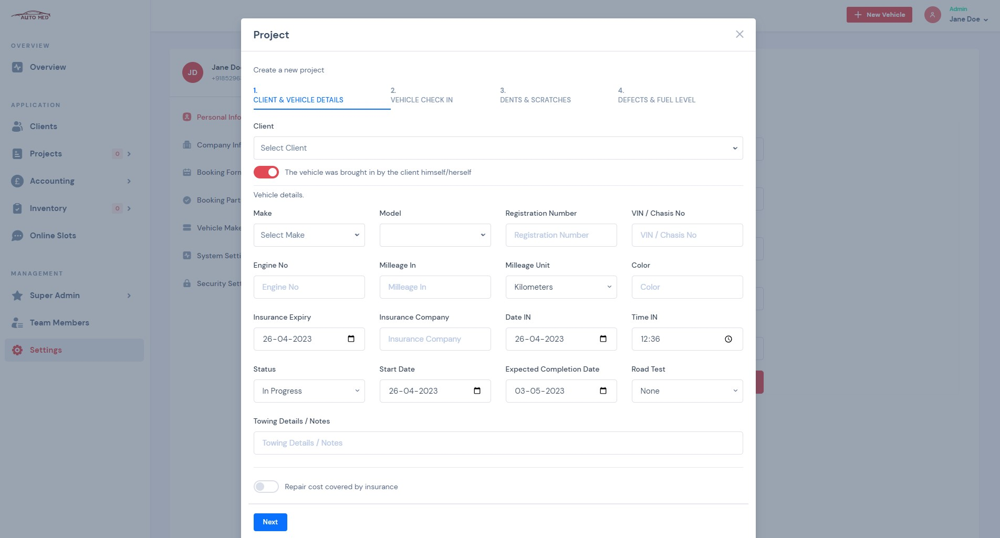 AUTO MED
New Vehicle
Admin
Jane Doe
OVERVIEW
Overview
APPLICATION
Clients
Projects 0
Accounting
Inventory 0
Online Slots
MANAGEMENT
Super Admin
Team Members
Settings
JD
Jane Do
+9185296
Personal Info
Company Inf
Booking Form
Booking Part
Vehicle Make
System Setti
Security Sett
Project
Create a new project
1. 2. 3. 4.
CLIENT & VEHICLE DETAILS VEHICLE CHECK IN DENTS & SCRATCHES DEFECTS & FUEL LEVEL
Client
Select Client
The vehicle was brought in by the client himself/herself
Vehicle details.
Make Model Registration Number VIN / Chasis No
Select Make Registration Number VIN / Chasis No
Engine No Milleage In Milleage Unit Color
Engine No Milleage In Kilometers Color
Insurance Expiry Insurance Company Date IN Time IN
26-04-2023 Insurance Company 26-04-2023 12:36
Status Start Date Expected Completion Date Road Test
In Progress 26-04-2023 03-05-2023 None
Towing Details / Notes
Towing Details / Notes
Repair cost covered by insurance
Next